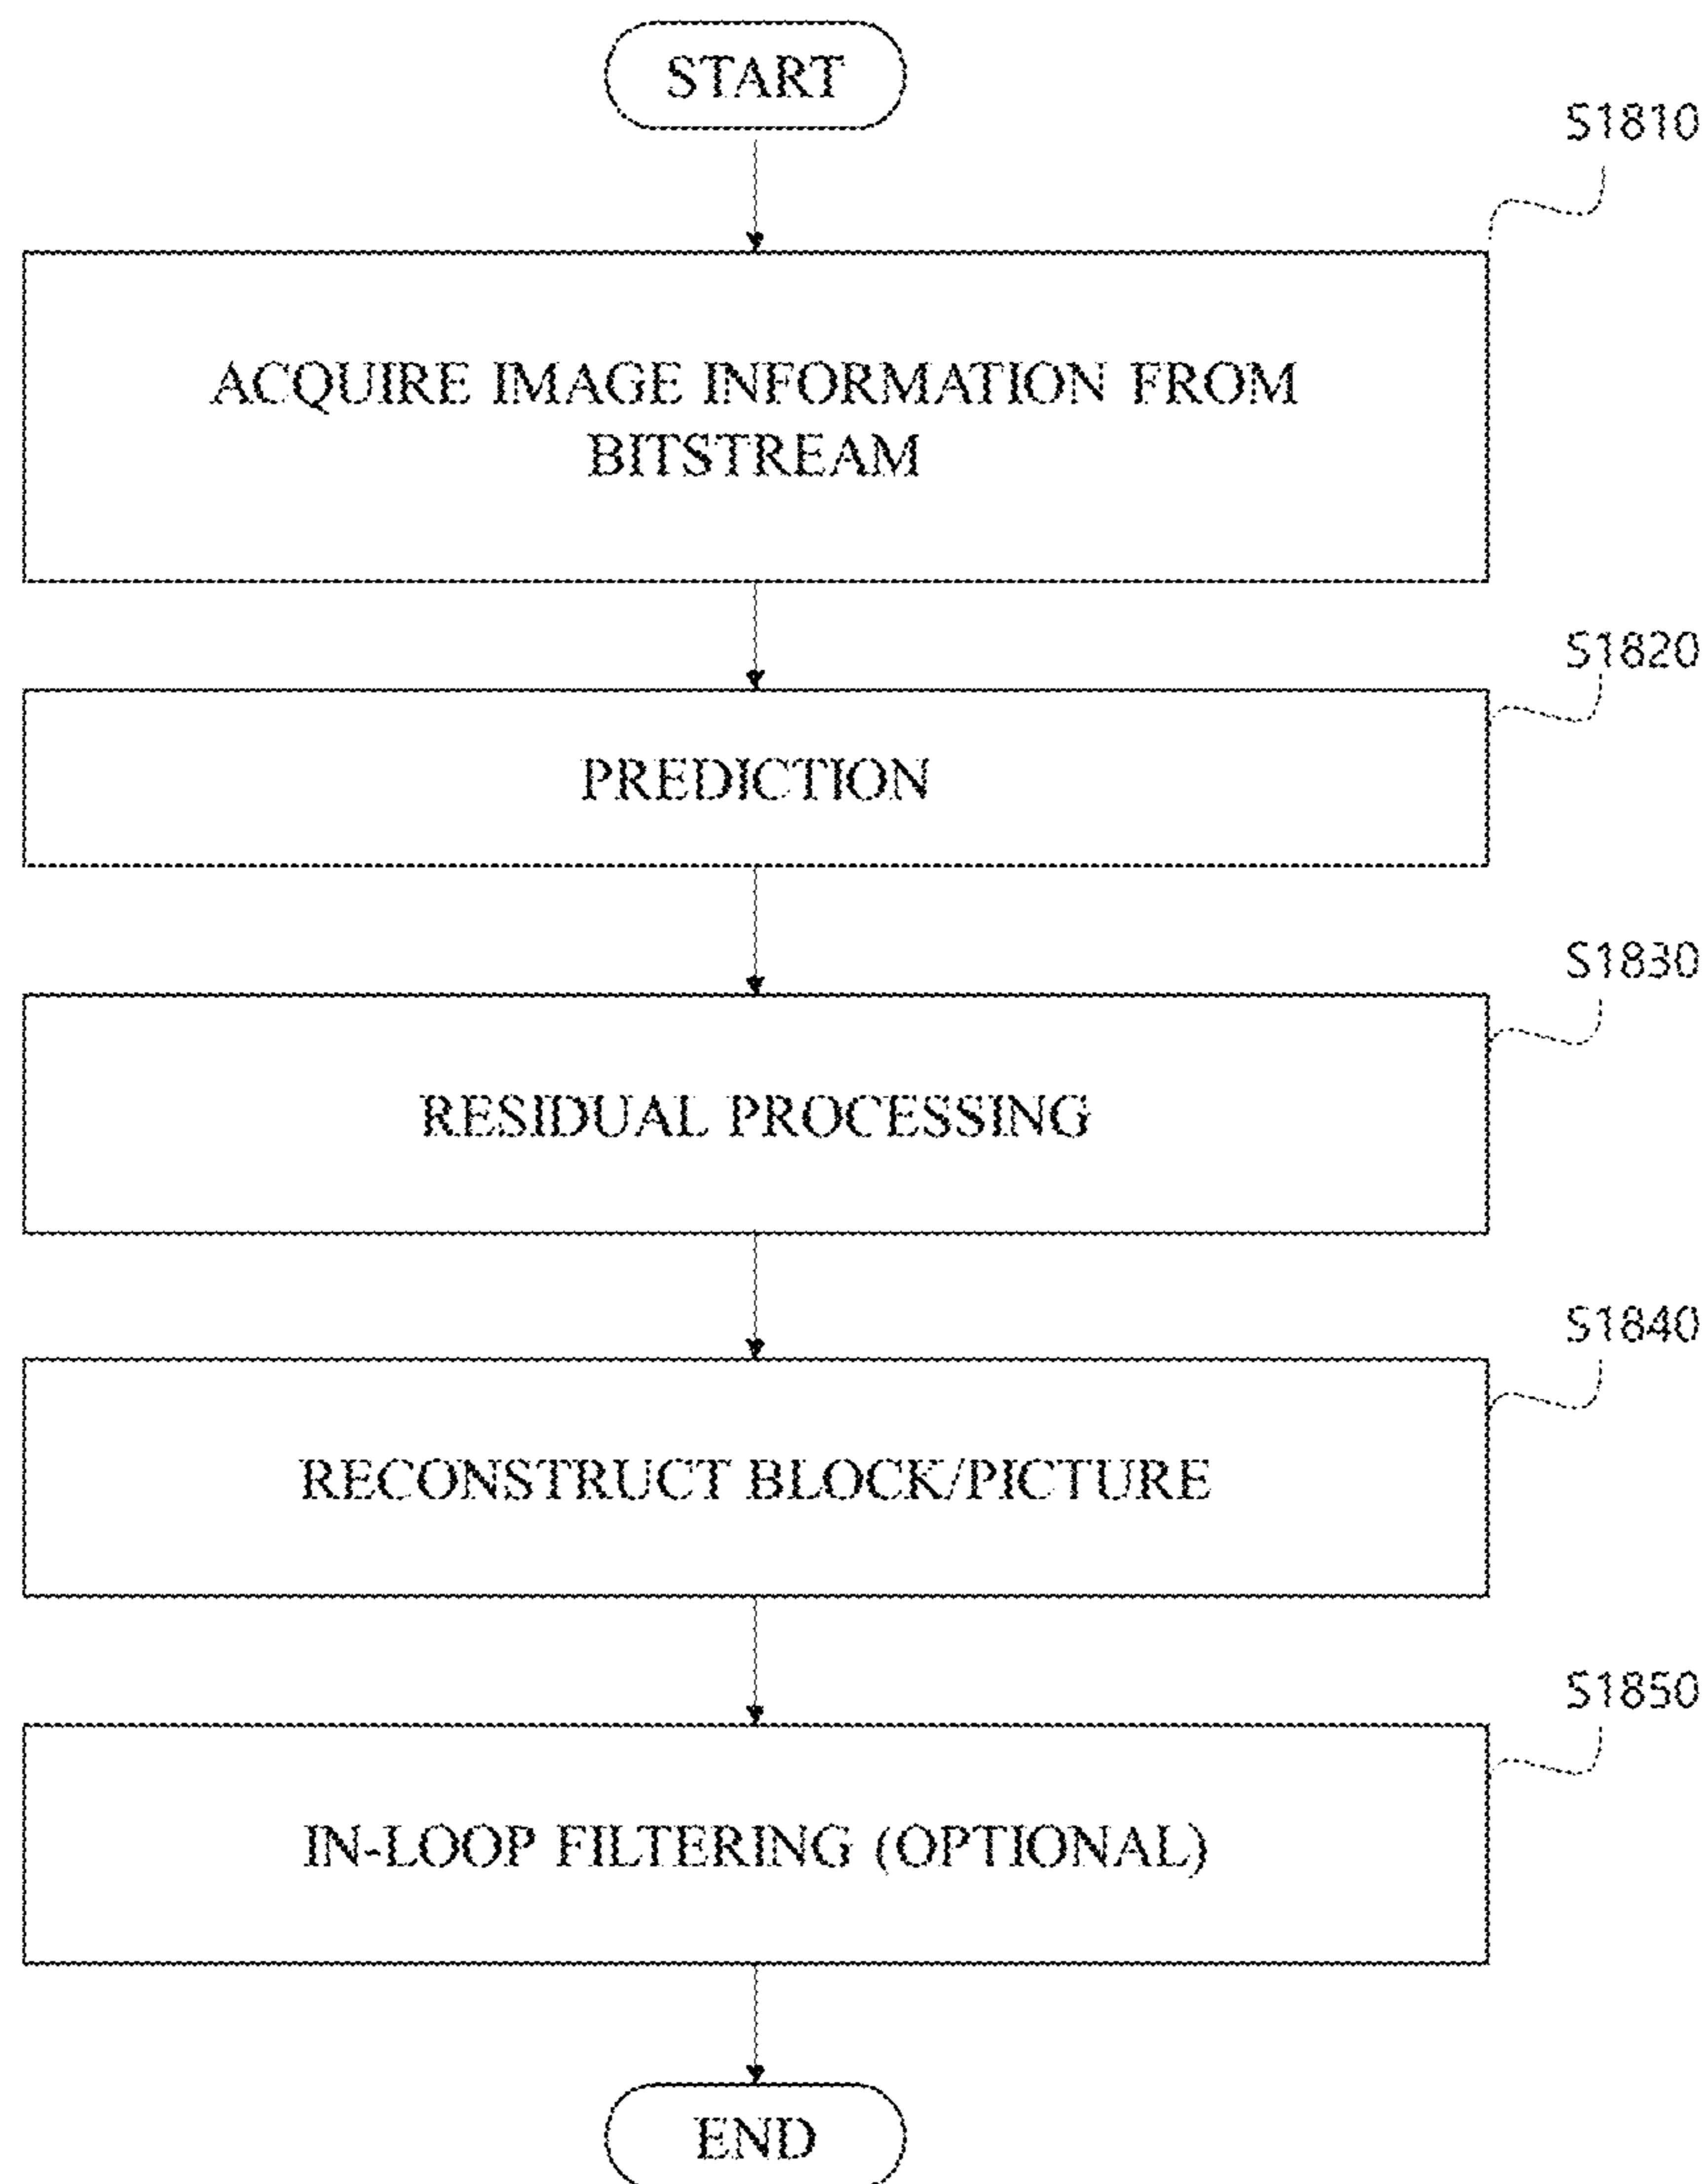 START
S1810
ACQUIRE IMAGE INFORMATION FROM
BITSTREAM
S1820
PREDICTION
S1830
RESIDUAL PROCESSING
S1840
RECONSTRUCT BLOCK/PICTURE
S1850
IN-LOOP FILTERING (OPTIONAL)
END